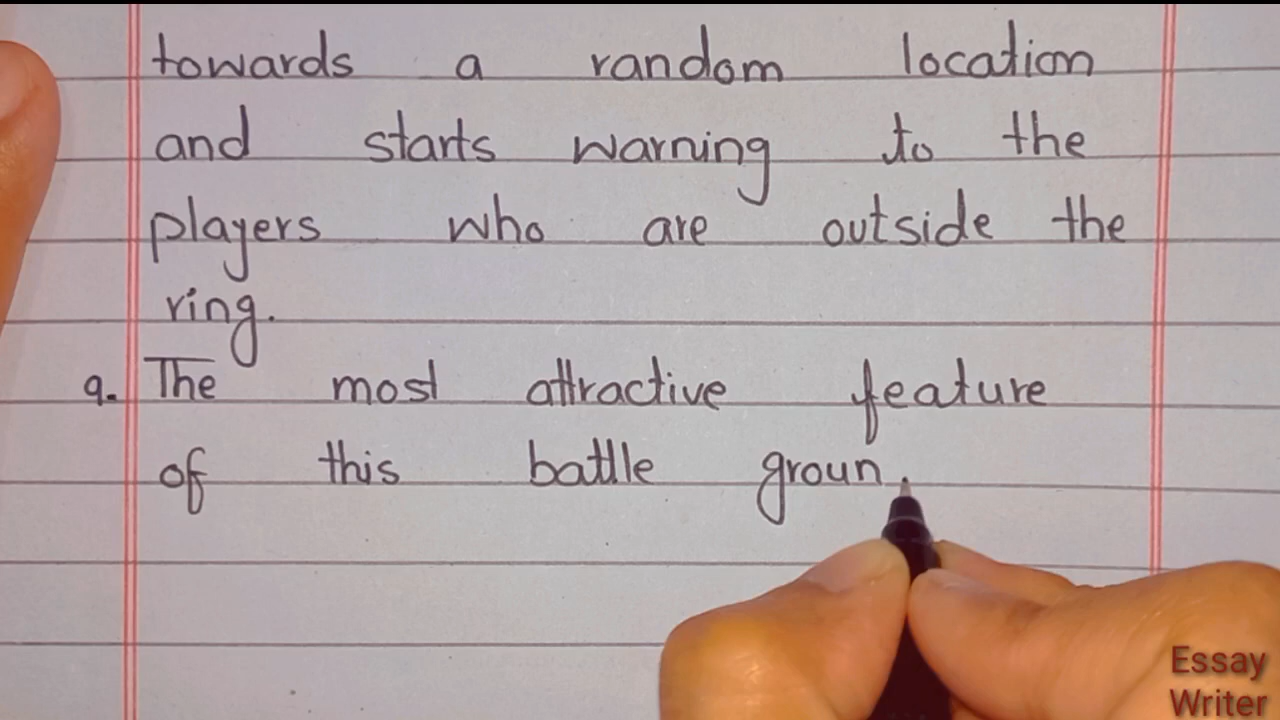 towards a random location
and starts warning to the
players who are outside the
ring.
9. The most attractive feature
of this battle groun
Essay
Writer